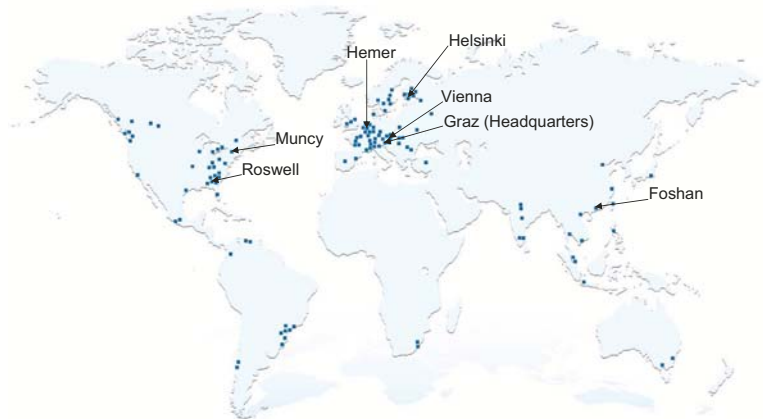 Helsinki
Hemer
Vienna
Graz (Headquarters)
Muncy
Roswell
Foshan